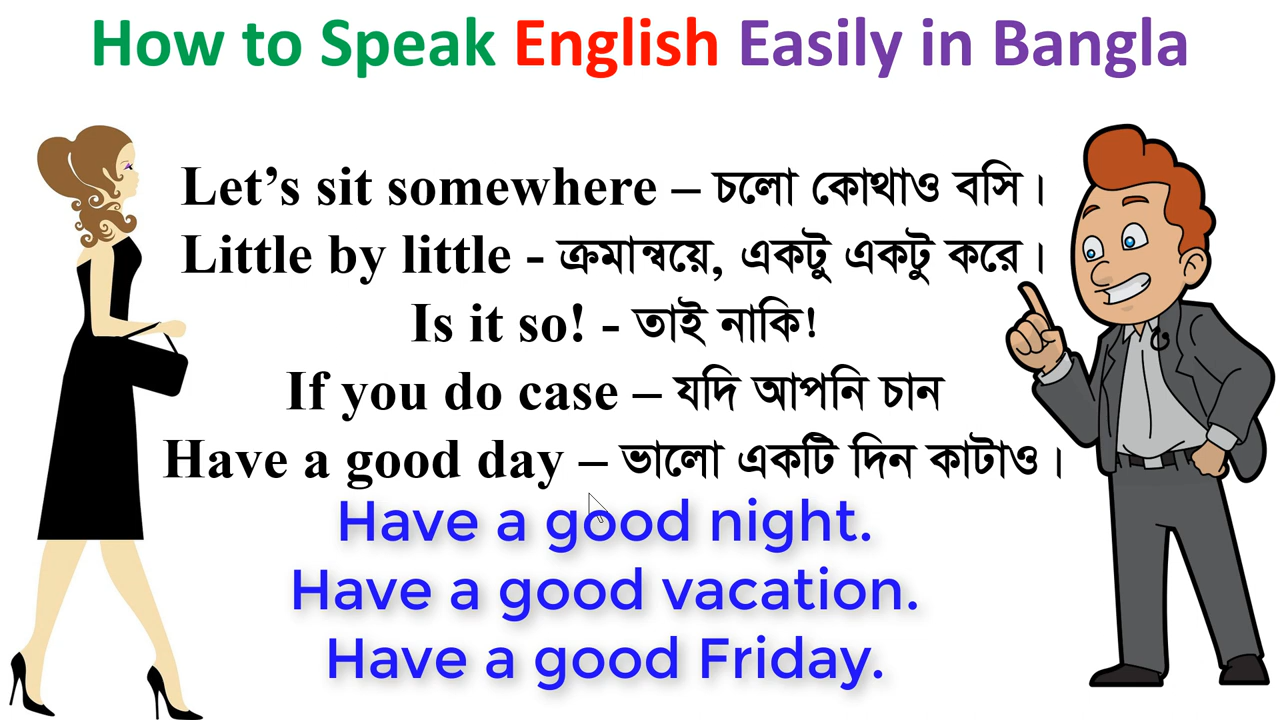 How to Speak English Easily in Bangla
Let’s sit somewhere – চলো কোথাও বসি।
Little by little - ক্রমান্বয়ে, একটু একটু করে।
Is it so! - তাই নাকি!
If you do case – যদি আপনি চান
Have a good day – ভালো একটি দিন কাটাও।
Have a good night.
Have a good vacation.
Have a good Friday.